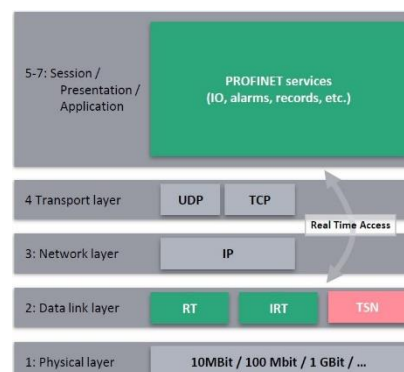 5-7: Session /
Presentation /
Application
PROFINET services
(IO, alarms, records, etc.)
4 Transport layer
UDP
TCP
Real Time Access
3: Network layer
IP
2: Data link layer
RT
IRT
TSN
1: Physical layer
10MBit / 100 Mbit / 1 GBit / ...